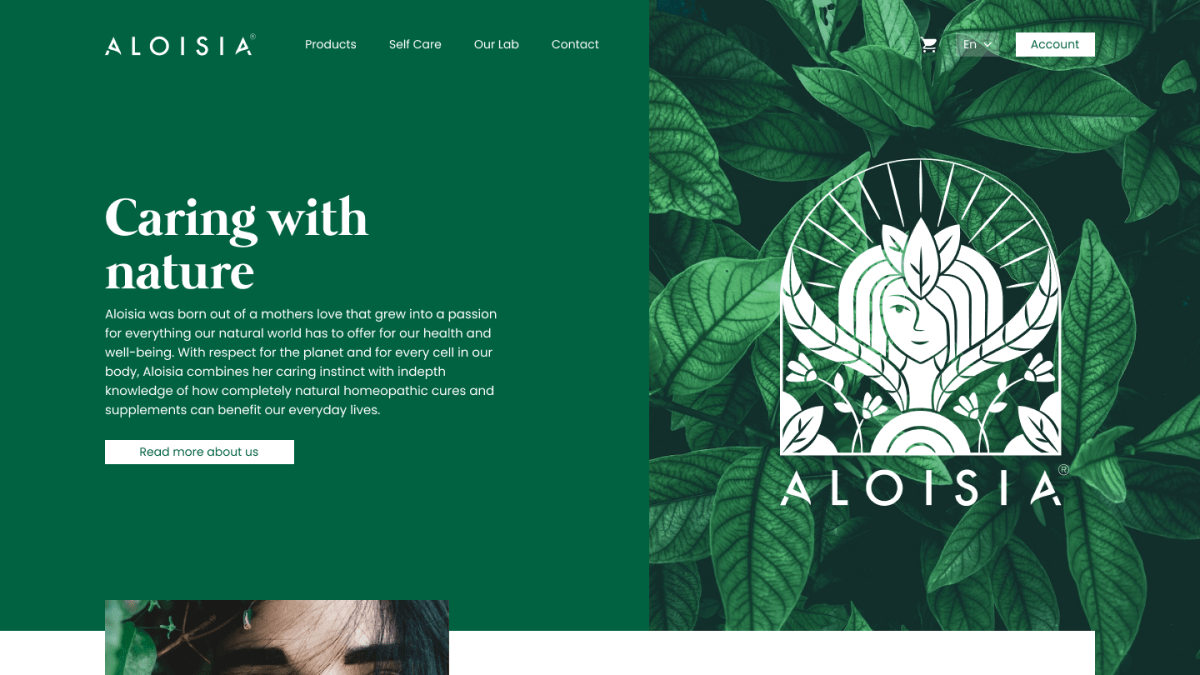 ALOISIA®
Products
Self Care
Our Lab
Contact
En
Account
Caring with
nature
Aloisia was born out of a mothers love that grew into a passion
for everything our natural world has to offer for our health and
well-being. With respect for the planet and for every cell in our
body, Aloisia combines her caring instinct with indepth
knowledge of how completely natural homeopathic cures and
supplements can benefit our everyday lives.
Read more about us
ALOISIA®